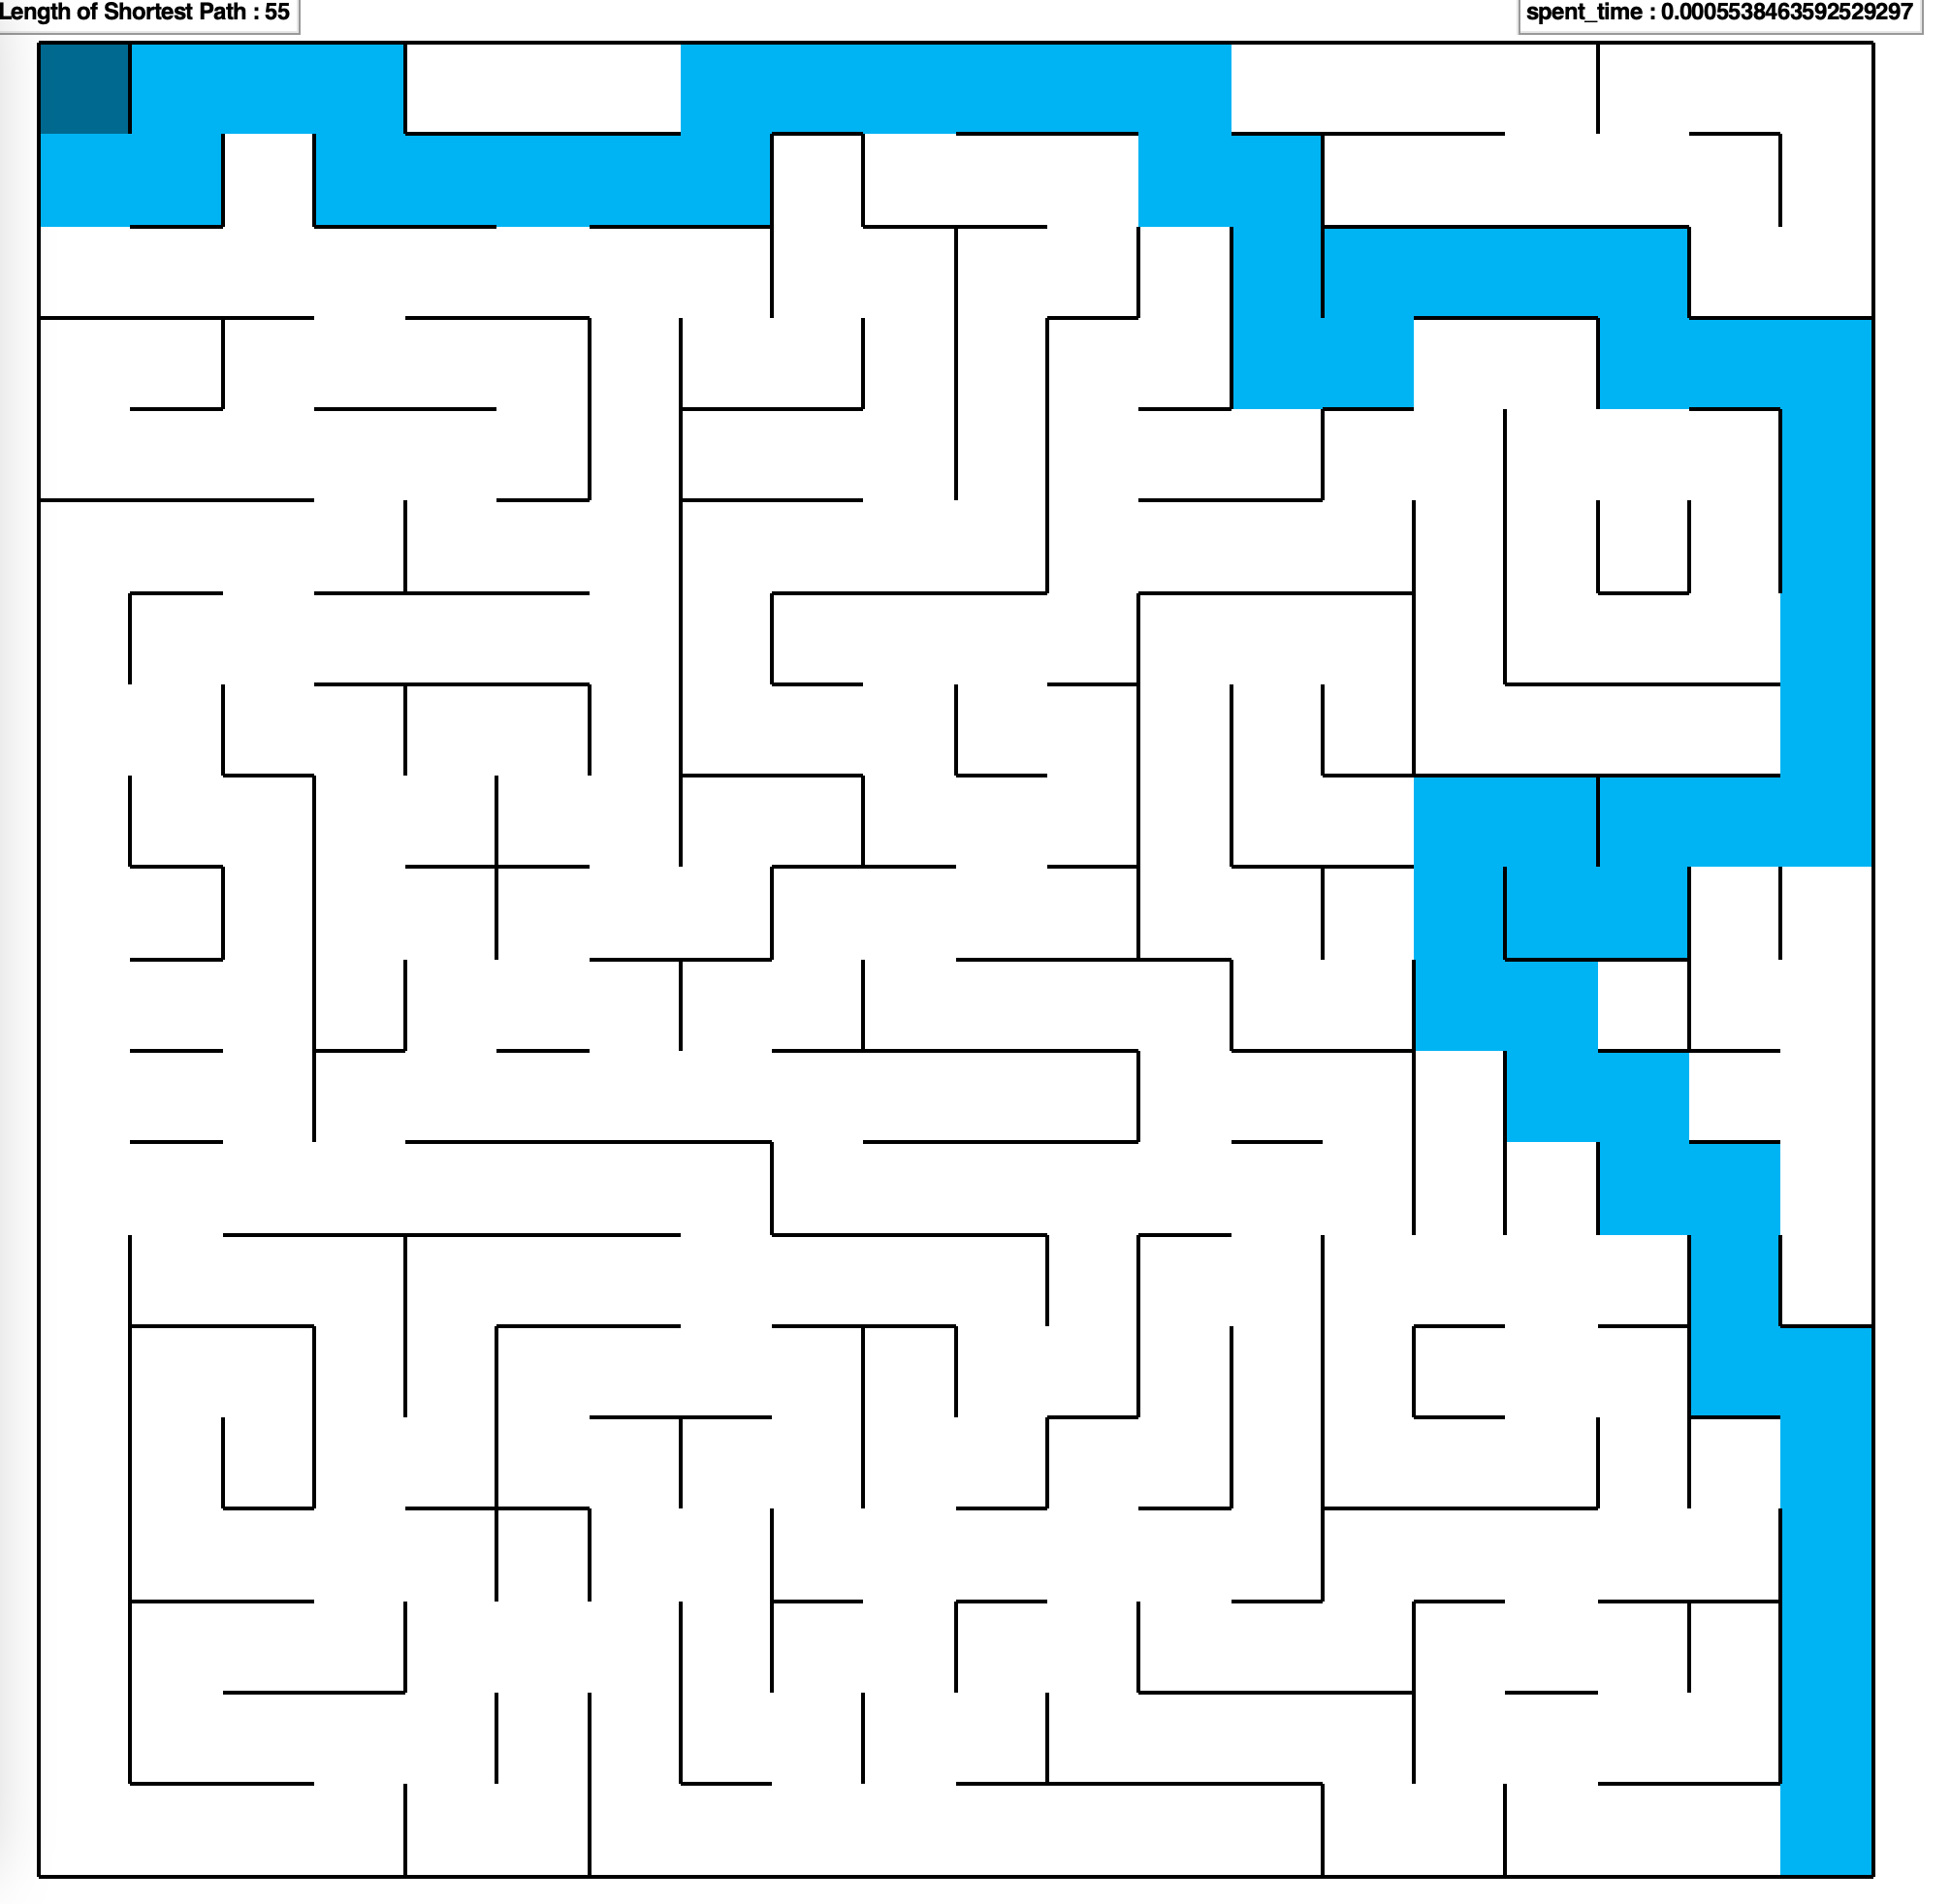 Length of Shortest Path : 55
spent_time : 0.0005538463592529297